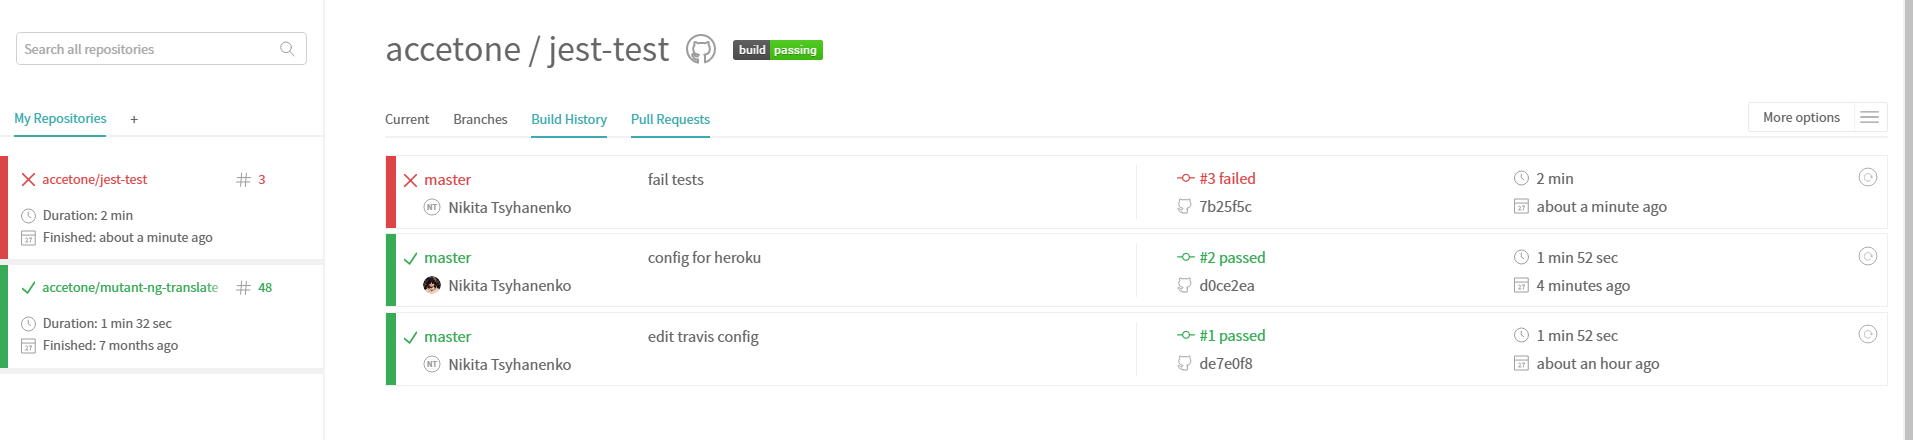 Search all repositories
My Repositories +
accetone/jest-test 3
Duration: 2 min
Finished: about a minute ago
accetone/mutant-ng-translate 48
Duration: 1 min 32 sec
Finished: 7 months ago
accetone / jest-test build passing
Current Branches Build History Pull Requests More options
master fail tests #3 failed 2 min
NT Nikita Tsyhanenko 7b25f5c 27 about a minute ago
master config for heroku #2 passed 1 min 52 sec
Nikita Tsyhanenko d0ce2ea 27 4 minutes ago
master edit travis config #1 passed 1 min 52 sec
NT Nikita Tsyhanenko de7e0f8 27 about an hour ago